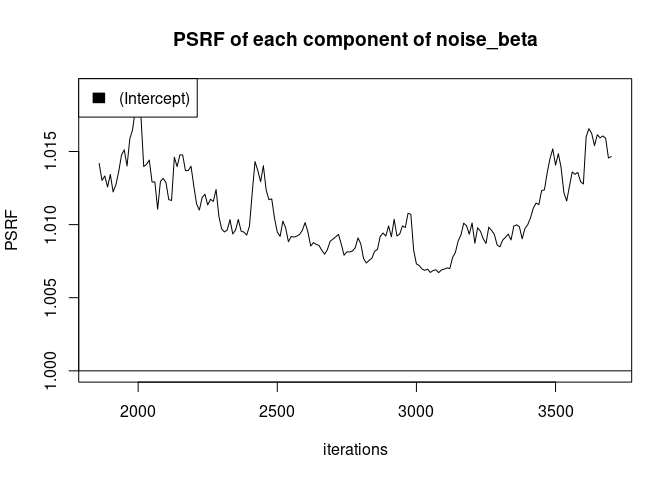 PSRF of each component of noise_beta
(Intercept)
PSRF
1.015
1.010
1.005
1.000
2000 2500 3000 3500
iterations